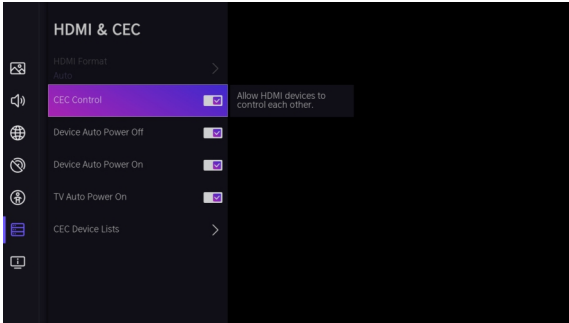 HDMI & CEC
HDMI Format
Auto
CEC Control
Allow HDMI devices to
control each other.
Device Auto Power Off
Device Auto Power On
TV Auto Power On
CEC Device Lists